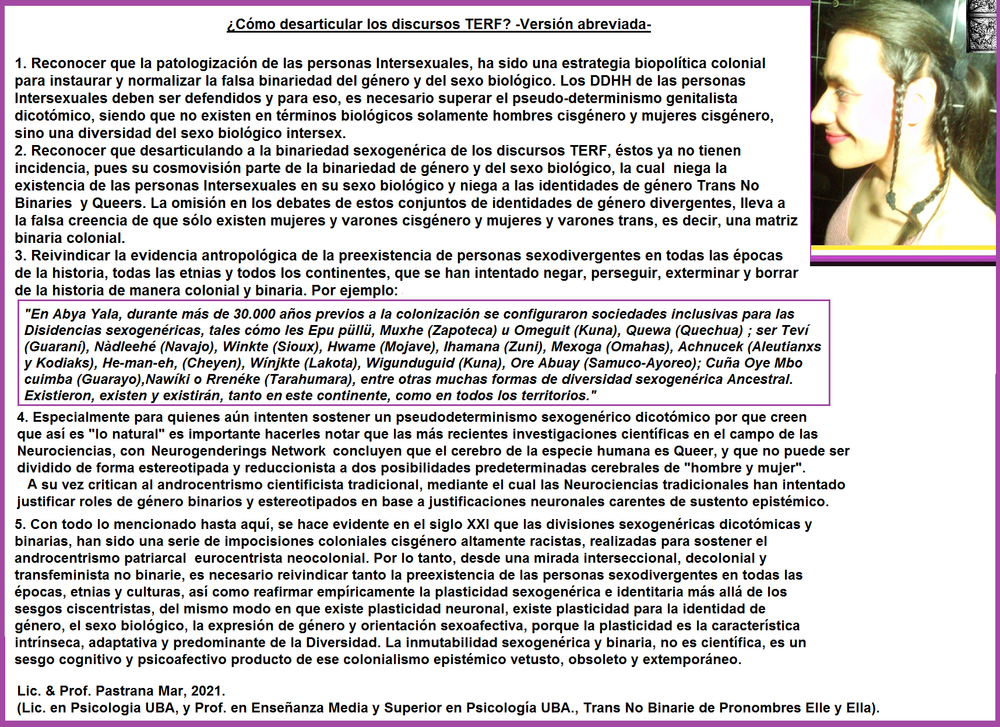 ¿Cómo desarticular los discursos TERF? -Versión abreviada-
1. Reconocer que la patologización de las personas Intersexuales, ha sido una estrategia biopolítica colonial
para instaurar y normalizar la falsa binariedad del género y del sexo biológico. Los DDHH de las personas
Intersexuales deben ser defendidos y para eso, es necesario superar el pseudo-determinismo genitalista
dicotómico, siendo que no existen en términos biológicos solamente hombres cisgénero y mujeres cisgénero,
sino una diversidad del sexo biológico intersex.
2. Reconocer que desarticulando a la binariedad sexogenérica de los discursos TERF, éstos ya no tienen
incidencia, pues su cosmovisión parte de la binariedad de género y del sexo biológico, la cual niega la
existencia de las personas Intersexuales en su sexo biológico y niega a las identidades de género Trans No
Binaries y Queers. La omisión en los debates de estos conjuntos de identidades de género divergentes, lleva a
la falsa creencia de que sólo existen mujeres y varones cisgénero y mujeres y varones trans, es decir, una matriz
binaria colonial.
3. Reivindicar la evidencia antropológica de la preexistencia de personas sexodivergentes en todas las épocas
de la historia, todas las etnias y todos los continentes, que se han intentado negar, perseguir, exterminar y borrar
de la historia de manera colonial y binaria. Por ejemplo:
"En Abya Yala, durante más de 30.000 años previos a la colonización se configuraron sociedades inclusivas para las
Disidencias sexogenéricas, tales cómo les Epu püllü, Muxhe (Zapoteca) u Omeguit (Kuna), Quewa (Quechua) ; ser Teví
(Guaraní), Nàdleehé (Navajo), Winkte (Sioux), Hwame (Mojave), Ihamana (Zuni), Mexoga (Omahas), Achnucek (Aleutianxs
y Kodiaks), He-man-eh, (Cheyen), Wínjkte (Lakota), Wigunduguid (Kuna), Ore Abuay (Samuco-Ayoreo); Cuña Oye Mbo
cuimba (Guarayo),Nawíki o Rrenéke (Tarahumara), entre otras muchas formas de diversidad sexogenérica Ancestral.
Existieron, existen y existirán, tanto en este continente, como en todos los territorios."
4. Especialmente para quienes aún intenten sostener un pseudodeterminismo sexogenérico dicotómico por que creen
que así es "lo natural" es importante hacerles notar que las más recientes investigaciones científicas en el campo de las
Neurociencias, con Neurogenderings Network concluyen que el cerebro de la especie humana es Queer, y que no puede ser
dividido de forma estereotipada y reduccionista a dos posibilidades predeterminadas cerebrales de "hombre y mujer".
A su vez critican al androcentrismo cientificista tradicional, mediante el cual las Neurociencias tradicionales han intentado
justificar roles de género binarios y estereotipados en base a justificaciones neuronales carentes de sustento epistémico.
5. Con todo lo mencionado hasta aquí, se hace evidente en el siglo XXI que las divisiones sexogenéricas dicotómicas y
binarias, han sido una serie de impocisiones coloniales cisgénero altamente racistas, realizadas para sostener el
androcentrismo patriarcal eurocentrista neocolonial. Por lo tanto, desde una mirada interseccional, decolonial y
transfeminista no binarie, es necesario reivindicar tanto la preexistencia de las personas sexodivergentes en todas las
épocas, etnias y culturas, así como reafirmar empíricamente la plasticidad sexogenérica e identitaria más allá de los
sesgos ciscentristas, del mismo modo en que existe plasticidad neuronal, existe plasticidad para la identidad de
género, el sexo biológico, la expresión de género y orientación sexoafectiva, porque la plasticidad es la característica
intrínseca, adaptativa y predominante de la Diversidad. La inmutabilidad sexogenérica y binaria, no es científica, es un
sesgo cognitivo y psicoafectivo producto de ese colonialismo epistémico vetusto, obsoleto y extemporáneo.
Lic. & Prof. Pastrana Mar, 2021.
(Lic. en Psicologia UBA, y Prof. en Enseñanza Media y Superior en Psicología UBA., Trans No Binarie de Pronombres Elle y Ella).